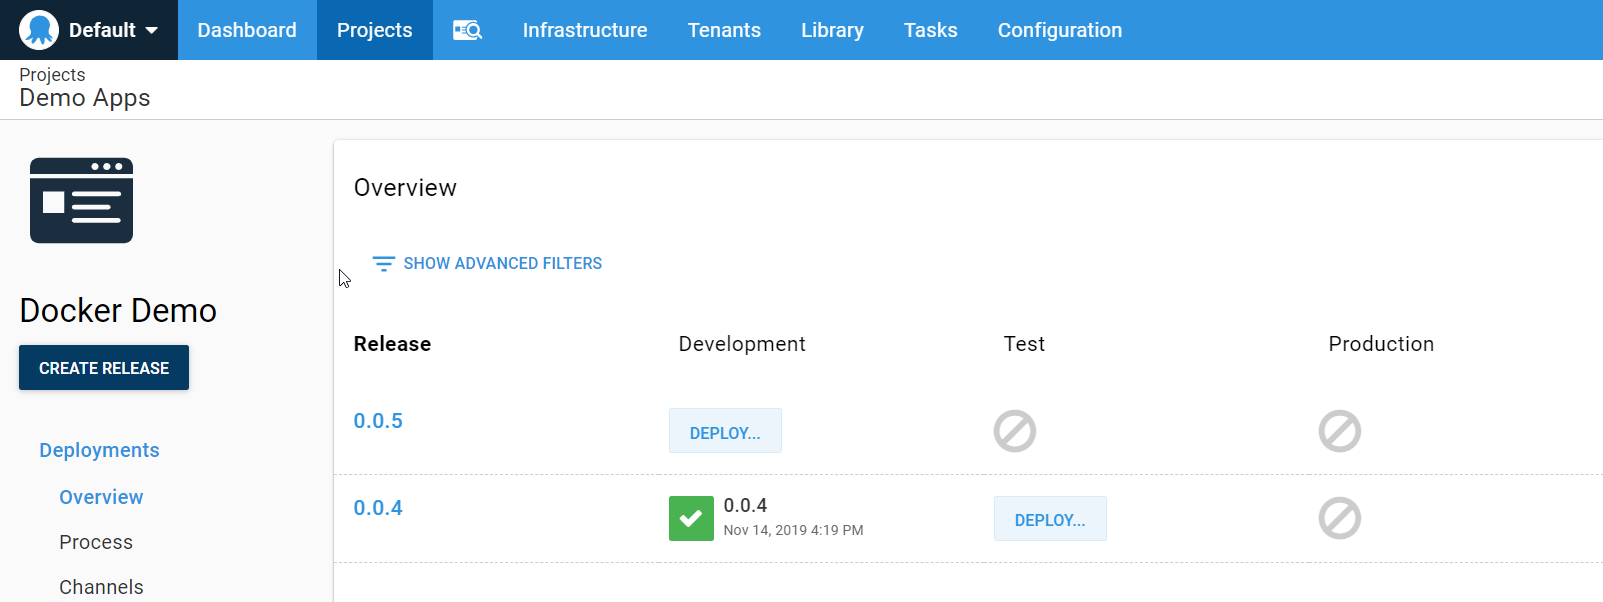 Default Dashboard Projects Infrastructure Tenants Library Tasks Configuration
Projects
Demo Apps
Docker Demo
CREATE RELEASE
Deployments
Overview
Process
Channels
Overview
SHOW ADVANCED FILTERS
Release Development Test Production
0.0.5 DEPLOY...
0.0.4 0.0.4 DEPLOY...
Nov 14, 2019 4:19 PM